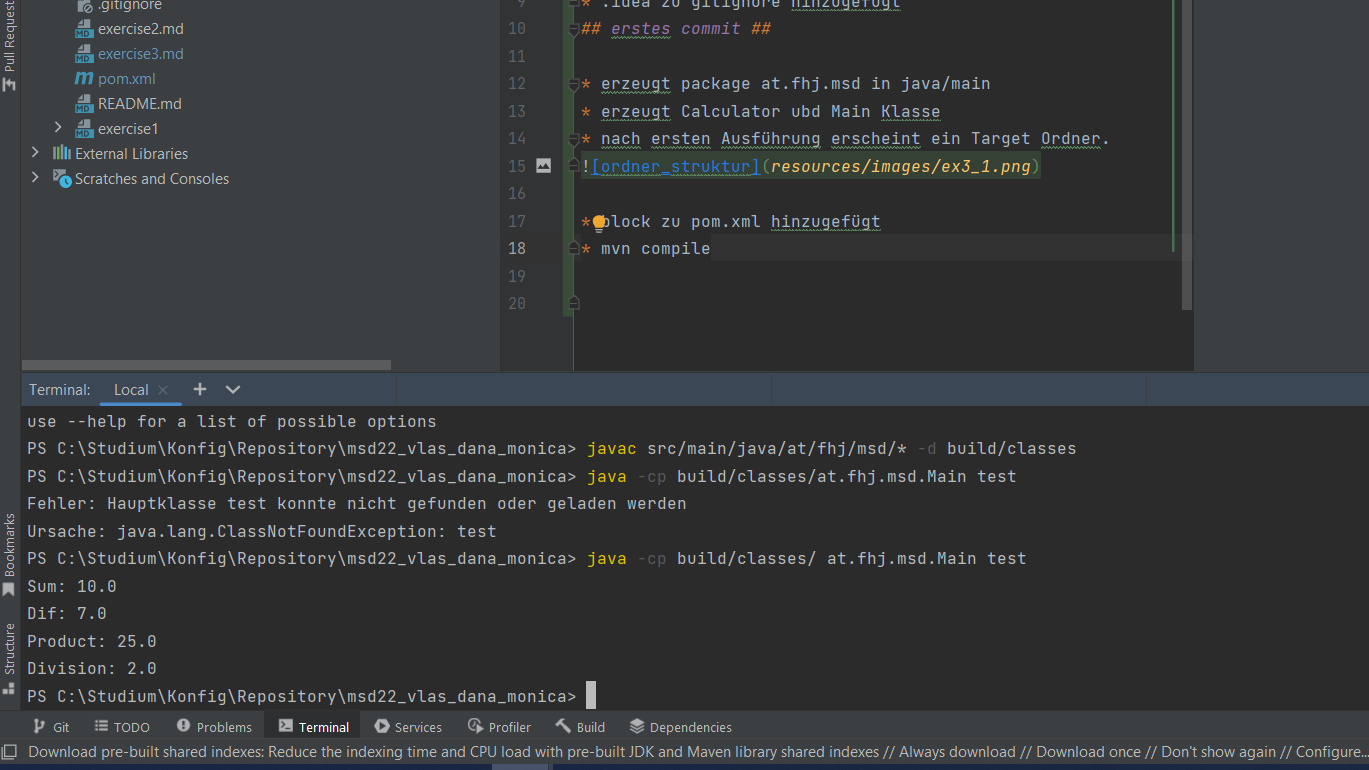 Pull Request
.gitignore
exercise2.md
exercise3.md
pom.xml
README.md
exercise1
External Libraries
Scratches and Consoles
9 * .idea zu gitignore hinzugefügt
10 ## erstes commit ##
11
12 * erzeugt package at.fhj.msd in java/main
13 * erzeugt Calculator ubd Main Klasse
14 * nach ersten Ausführung erscheint ein Target Ordner.
15 ![ordner_struktur](resources/images/ex3_1.png)
16
17 * block zu pom.xml hinzugefügt
18 * mvn compile
19
20
Terminal: Local
use --help for a list of possible options
PS C:\Studium\Konfig\Repository\msd22_vlas_dana_monica> javac src/main/java/at/fhj/msd/* -d build/classes
PS C:\Studium\Konfig\Repository\msd22_vlas_dana_monica> java -cp build/classes/at.fhj.msd.Main test
Fehler: Hauptklasse test konnte nicht gefunden oder geladen werden
Ursache: java.lang.ClassNotFoundException: test
PS C:\Studium\Konfig\Repository\msd22_vlas_dana_monica> java -cp build/classes/ at.fhj.msd.Main test
Sum: 10.0
Dif: 7.0
Product: 25.0
Division: 2.0
PS C:\Studium\Konfig\Repository\msd22_vlas_dana_monica>
Bookmarks
Structure
Git TODO Problems Terminal Services Profiler Build Dependencies
Download pre-built shared indexes: Reduce the indexing time and CPU load with pre-built JDK and Maven library shared indexes // Always download // Download once // Don't show again // Configure...